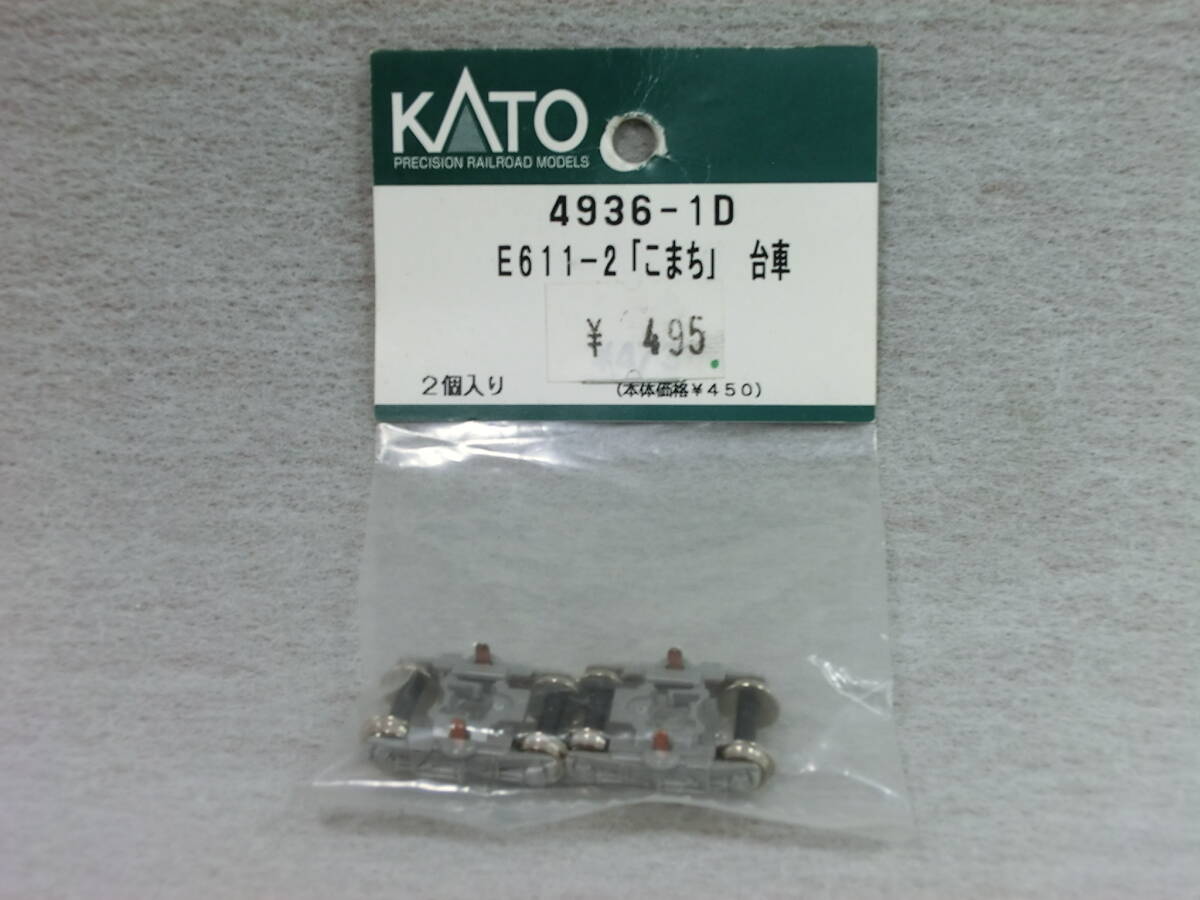 KATO
PRECISION RAILROAD MODELS
4936-1D
E611-2「こまち」 台車
¥ 495
2個入り
(本体価格¥450)